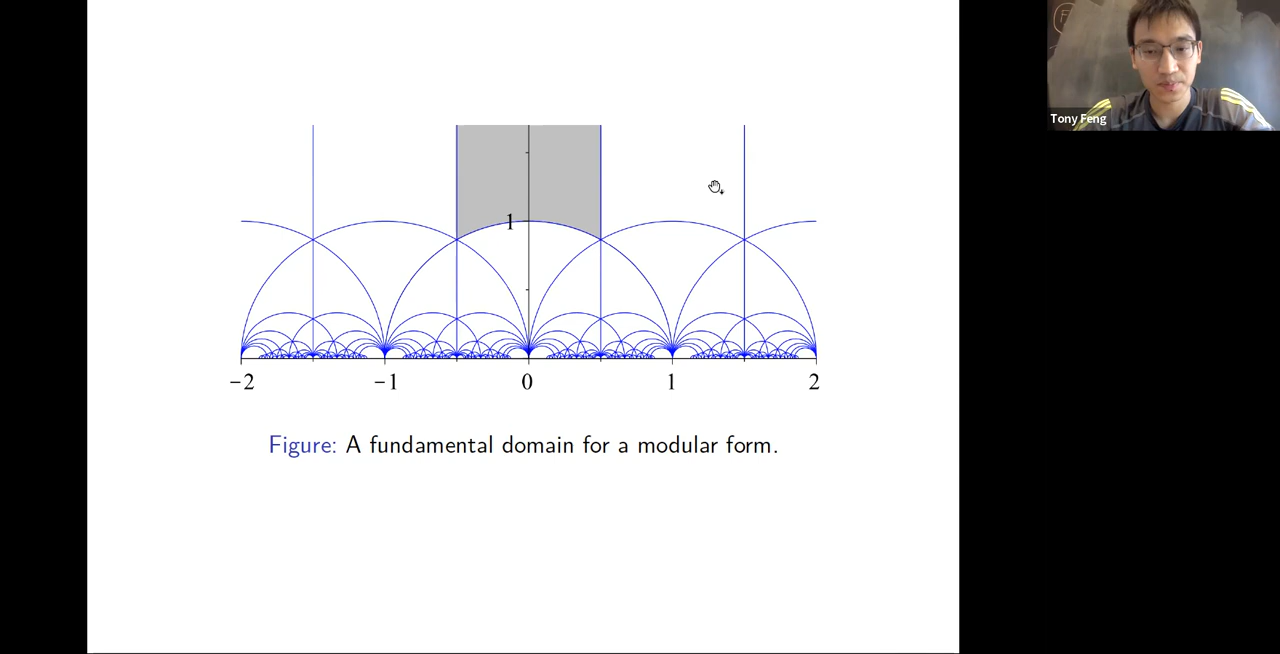 1
−2 −1 0 1 2
Figure: A fundamental domain for a modular form.
Tony Feng